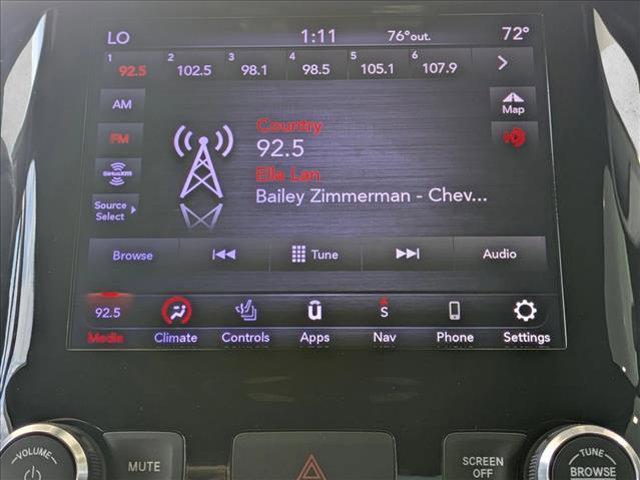 LO 1:11 76°out. 72°
1 92.5 2 102.5 3 98.1 4 98.5 5 105.1 6 107.9
AM
Map
FM
Country
92.5
SiriusXM
Ella Lan
Bailey Zimmerman - Chev...
Source
Select
Browse Tune Audio
92.5 S
Media Climate Controls Apps Nav Phone Settings
VOLUME MUTE SCREEN OFF TUNE BROWSE